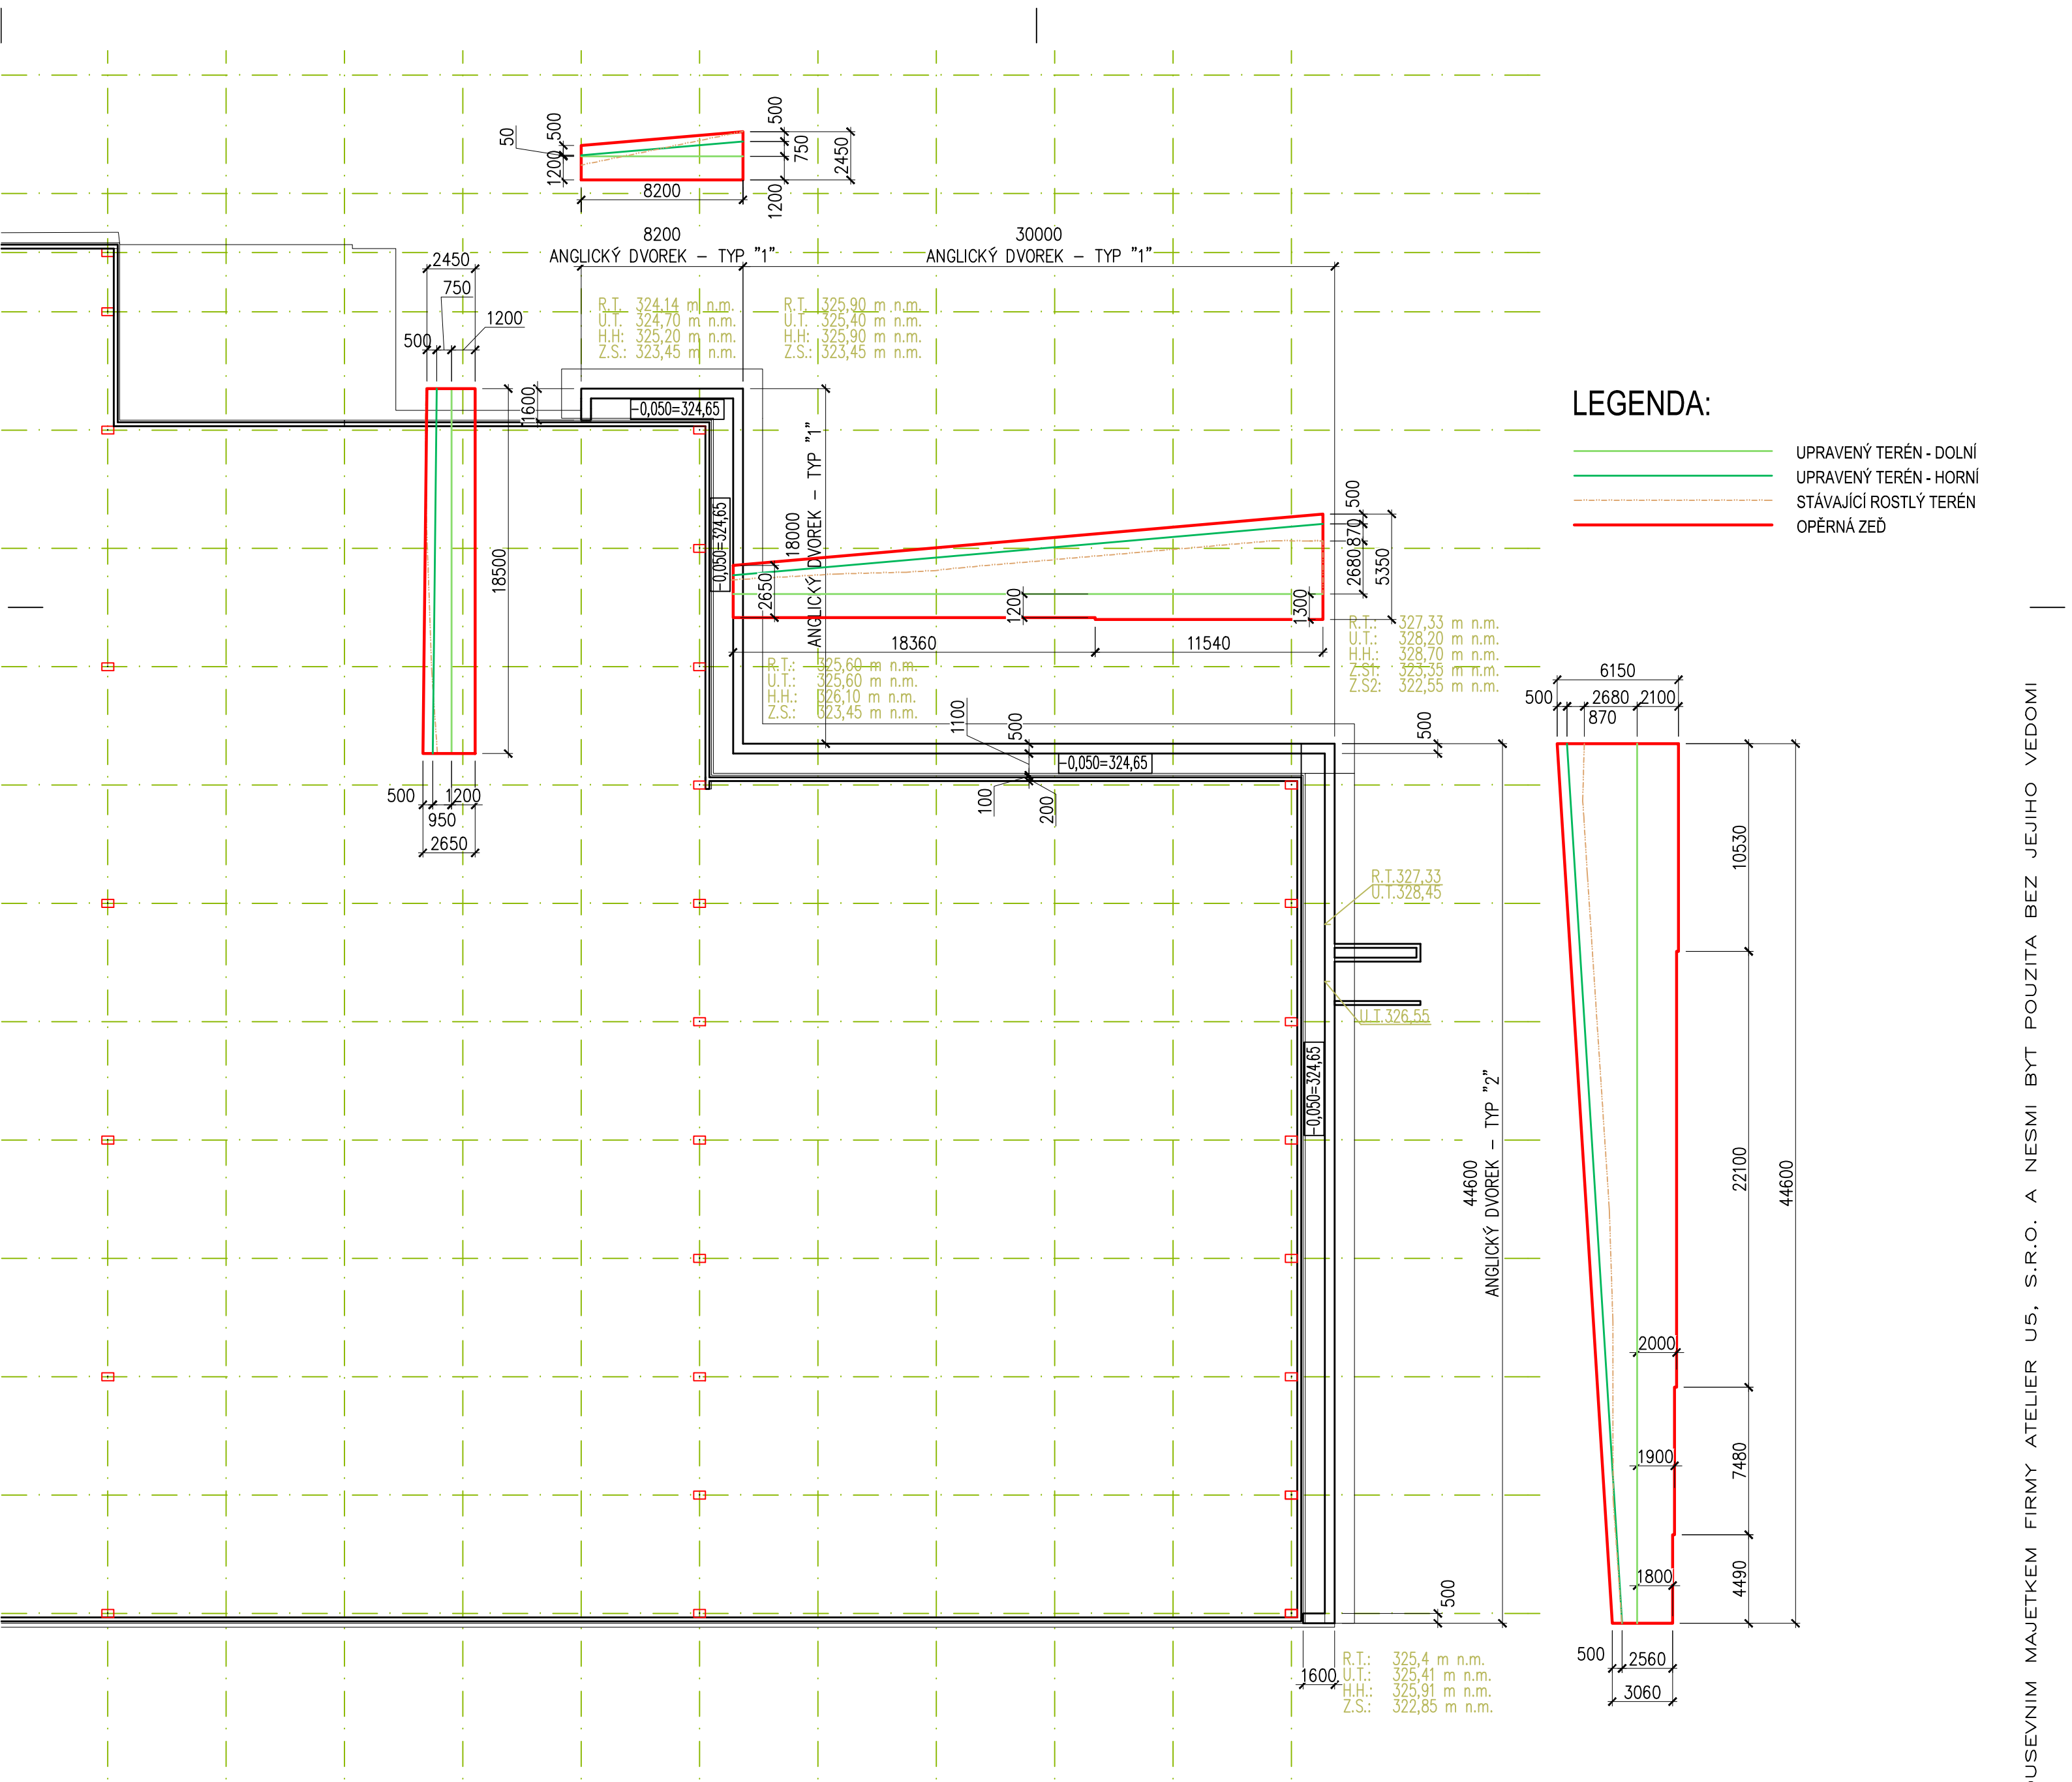 50
500
1200
8200
500
750
2450
1200
8200
ANGLICKÝ DVOREK – TYP "1"
30000
ANGLICKÝ DVOREK – TYP "1"
2450
750
1200
500
R.T. 324,14 m n.m.
U.T. 324,70 m n.m.
H.H: 325,20 m n.m.
Z.S.: 323,45 m n.m.
R.T. 325,90 m n.m.
U.T. 325,40 m n.m.
H.H: 325,90 m n.m.
Z.S.: 323,45 m n.m.
1600
-0,050=324,65
18500
-0,050=324,65
18000
ANGLICKÝ DVOREK – TYP "1"
2650
1200
1300
500
870
2680
5350
18360
11540
LEGENDA:
UPRAVENÝ TERÉN - DOLNÍ
UPRAVENÝ TERÉN - HORNÍ
STÁVAJÍCÍ ROSTLÝ TERÉN
OPĚRNÁ ZEĎ
R.T.: 325,60 m n.m.
U.T.: 325,60 m n.m.
H.H.: 326,10 m n.m.
Z.S.: 323,45 m n.m.
R.T.: 327,33 m n.m.
U.T.: 328,20 m n.m.
H.H.: 328,70 m n.m.
Z.S1: 323,35 m n.m.
Z.S2: 322,55 m n.m.
6150
500
2680
2100
870
500
1200
950
2650
1100
500
-0,050=324,65
100
200
500
10530
R.T.327,33
U.T.328,45
U.T.326,55
-0,050=324,65
44600
ANGLICKÝ DVOREK – TYP "2"
22100
44600
2000
1900
7480
1800
4490
500
1600
R.T.: 325,4 m n.m.
U.T.: 325,41 m n.m.
H.H.: 325,91 m n.m.
Z.S.: 322,85 m n.m.
500
2560
3060
DUSEVNIM MAJETKEM FIRMY ATELIER U5, S.R.O. A NESMI BYT POUZITA BEZ JEJIHO VEDOMI